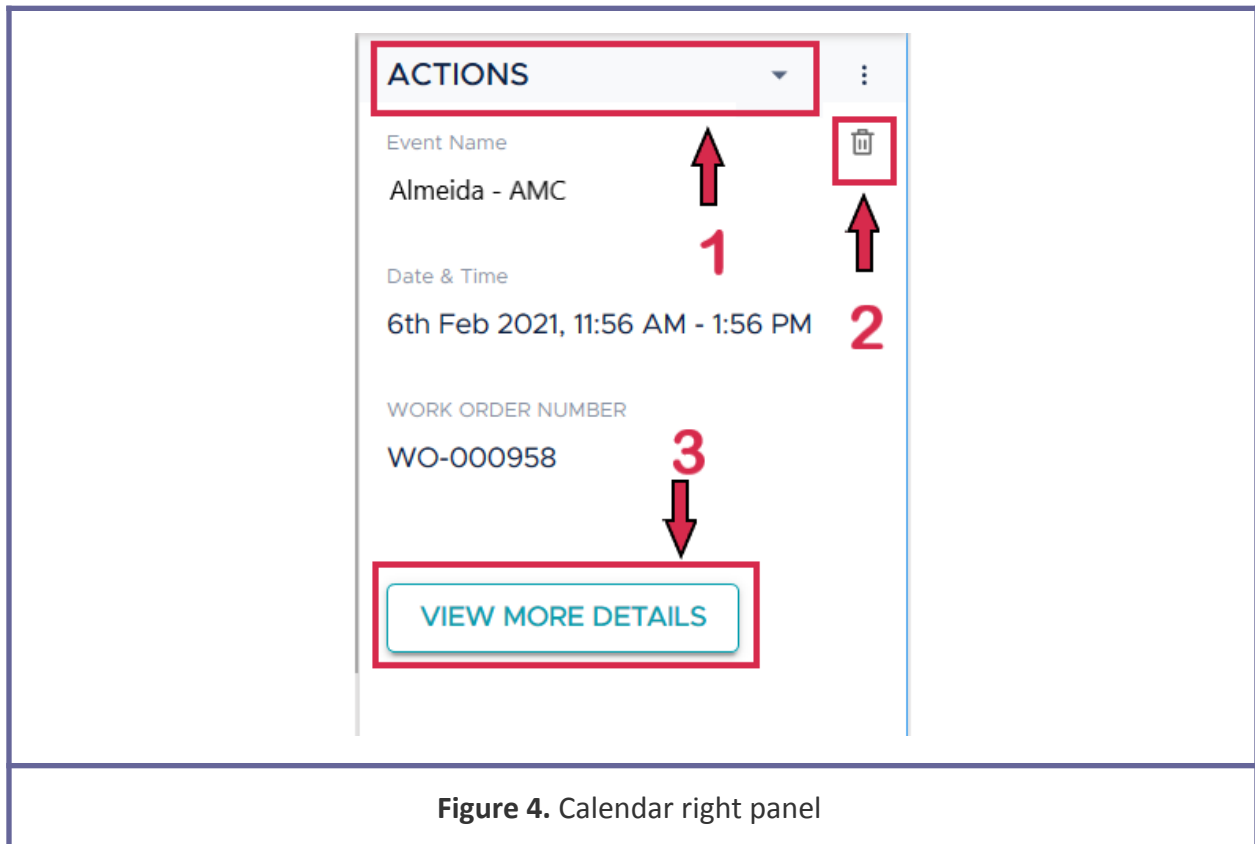 ACTIONS
Event Name
Almeida - AMC
1
Date & Time
6th Feb 2021, 11:56 AM - 1:56 PM
2
WORK ORDER NUMBER
WO-000958
3
VIEW MORE DETAILS
Figure 4. Calendar right panel